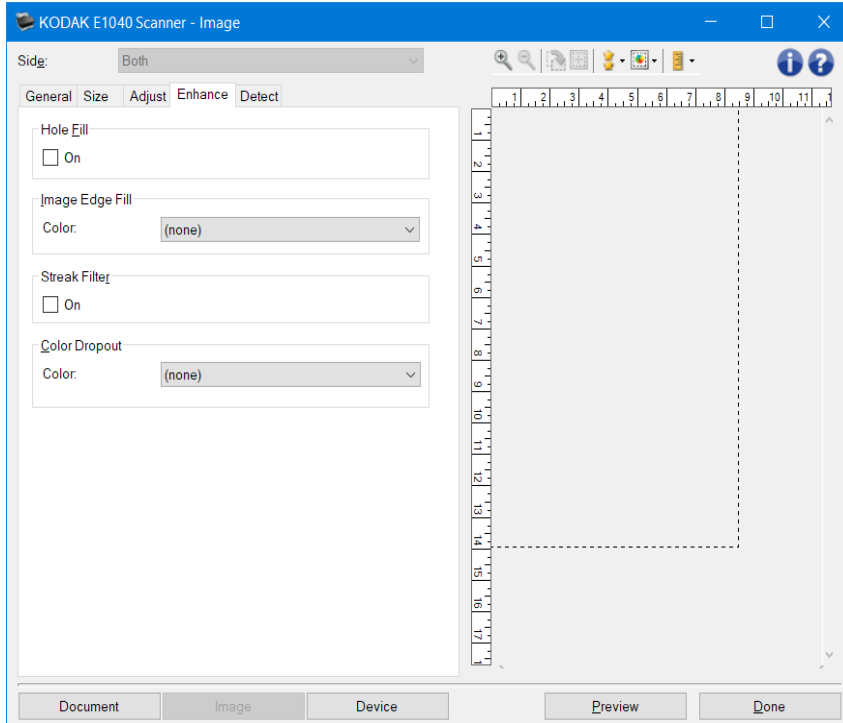 KODAK E1040 Scanner - Image
Side: Both
General Size Adjust Enhance Detect
Hole Fill
On
Image Edge Fill
Color: (none)
Streak Filter
On
Color Dropout
Color: (none)
1 2 3 4 5 6 7 8 9 10 11 1
1
2
3
4
5
6
7
8
9
10
11
12
13
14
15
16
17
1
Document Image Device Preview Done